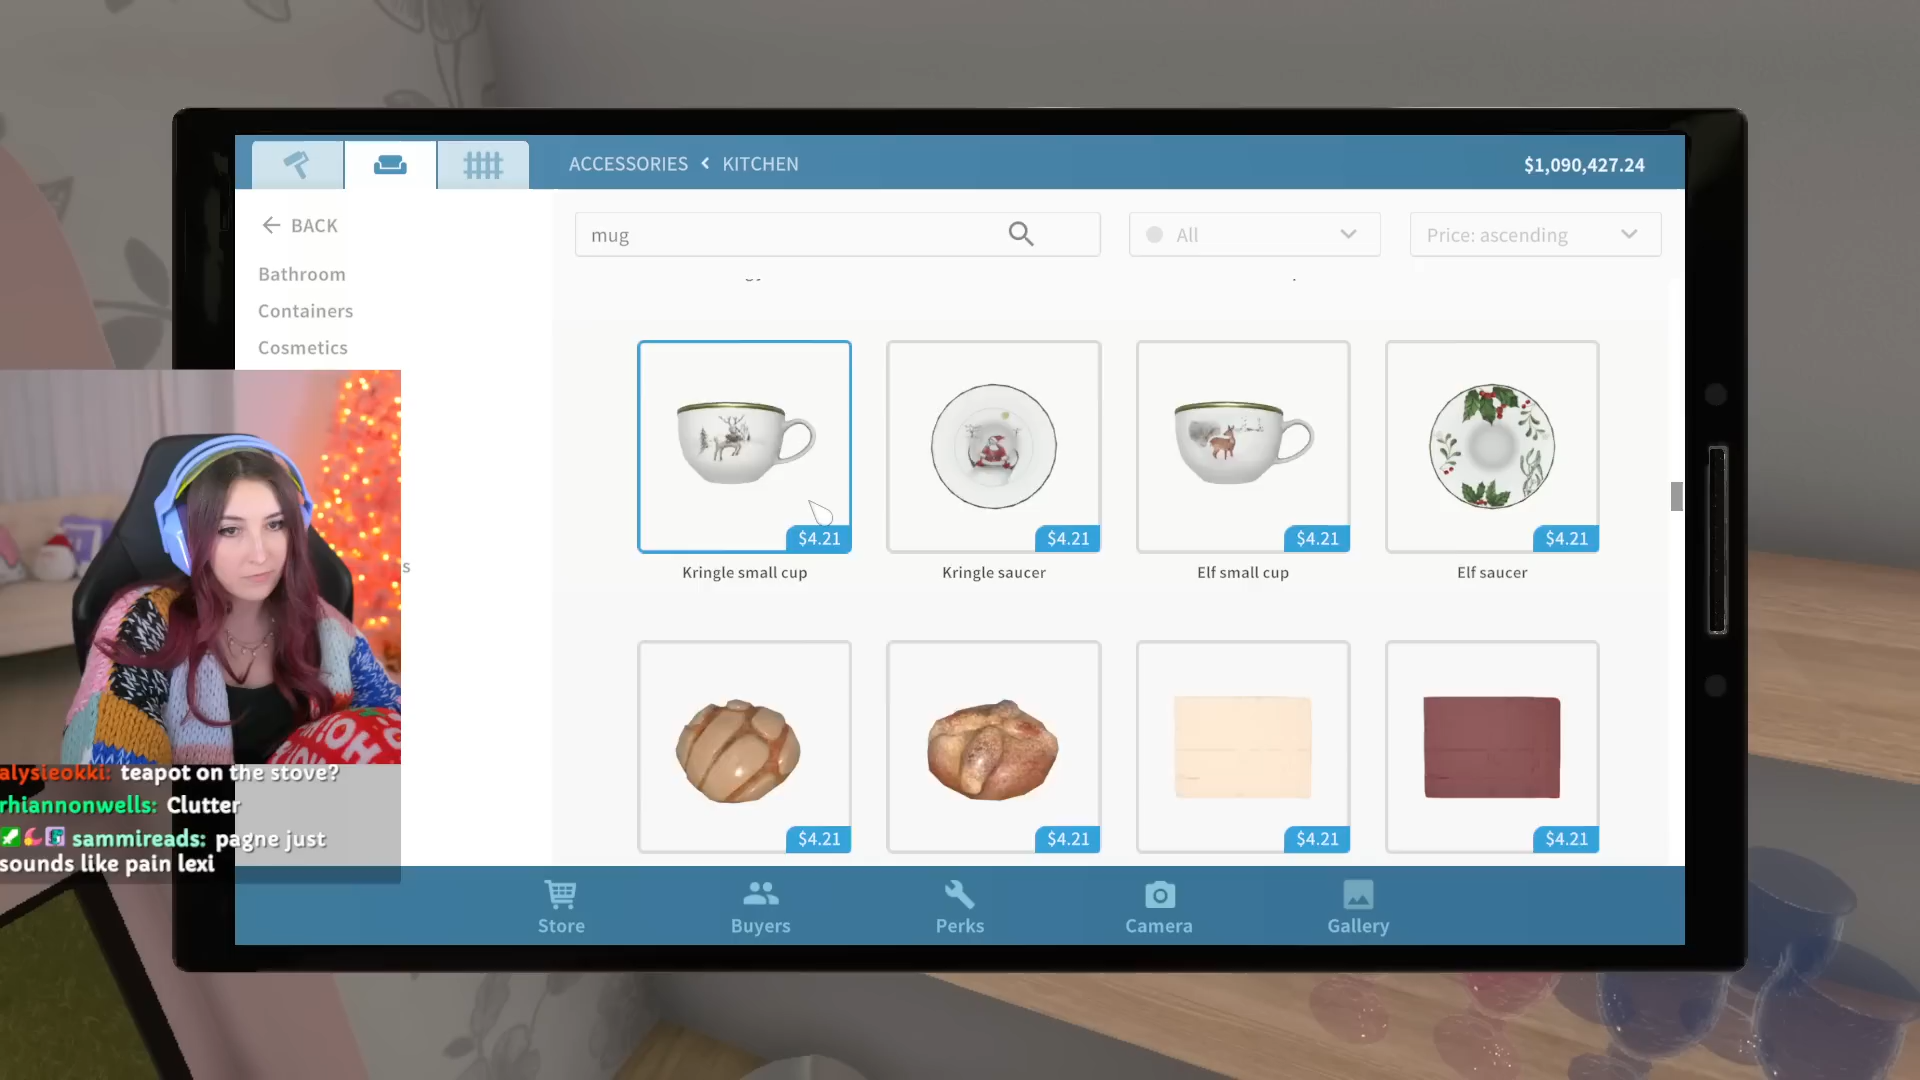 ACCESSORIES < KITCHEN
$1,090,427.24
BACK
mug
All
Price: ascending
Bathroom
Containers
Cosmetics
s
$4.21
$4.21
$4.21
$4.21
Kringle small cup
Kringle saucer
Elf small cup
Elf saucer
$4.21
$4.21
$4.21
$4.21
alysieokki: teapot on the stove?
rhiannonwells: Clutter
sammireads: pagne just
sounds like pain lexi
Store
Buyers
Perks
Camera
Gallery